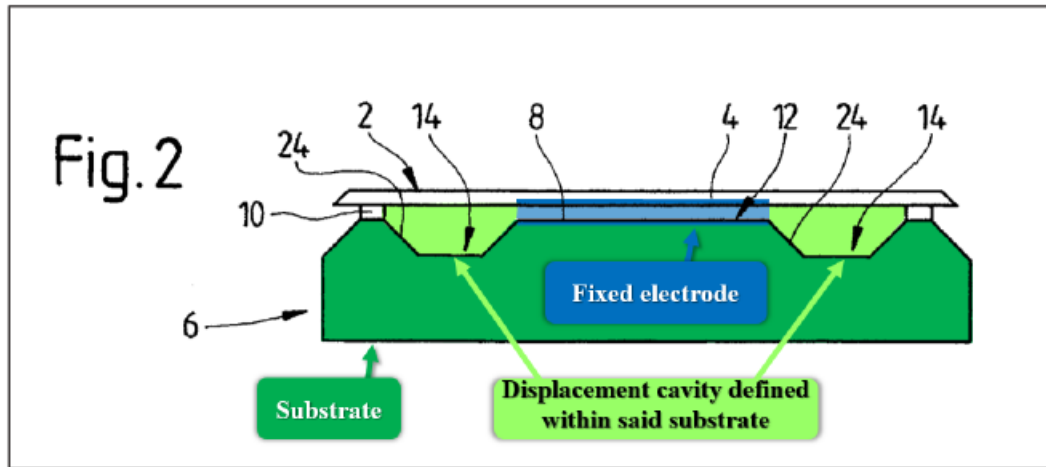 Fig. 2
24 2 14 8 4 12 24 14
10
6
Fixed electrode
Substrate
Displacement cavity defined
within said substrate